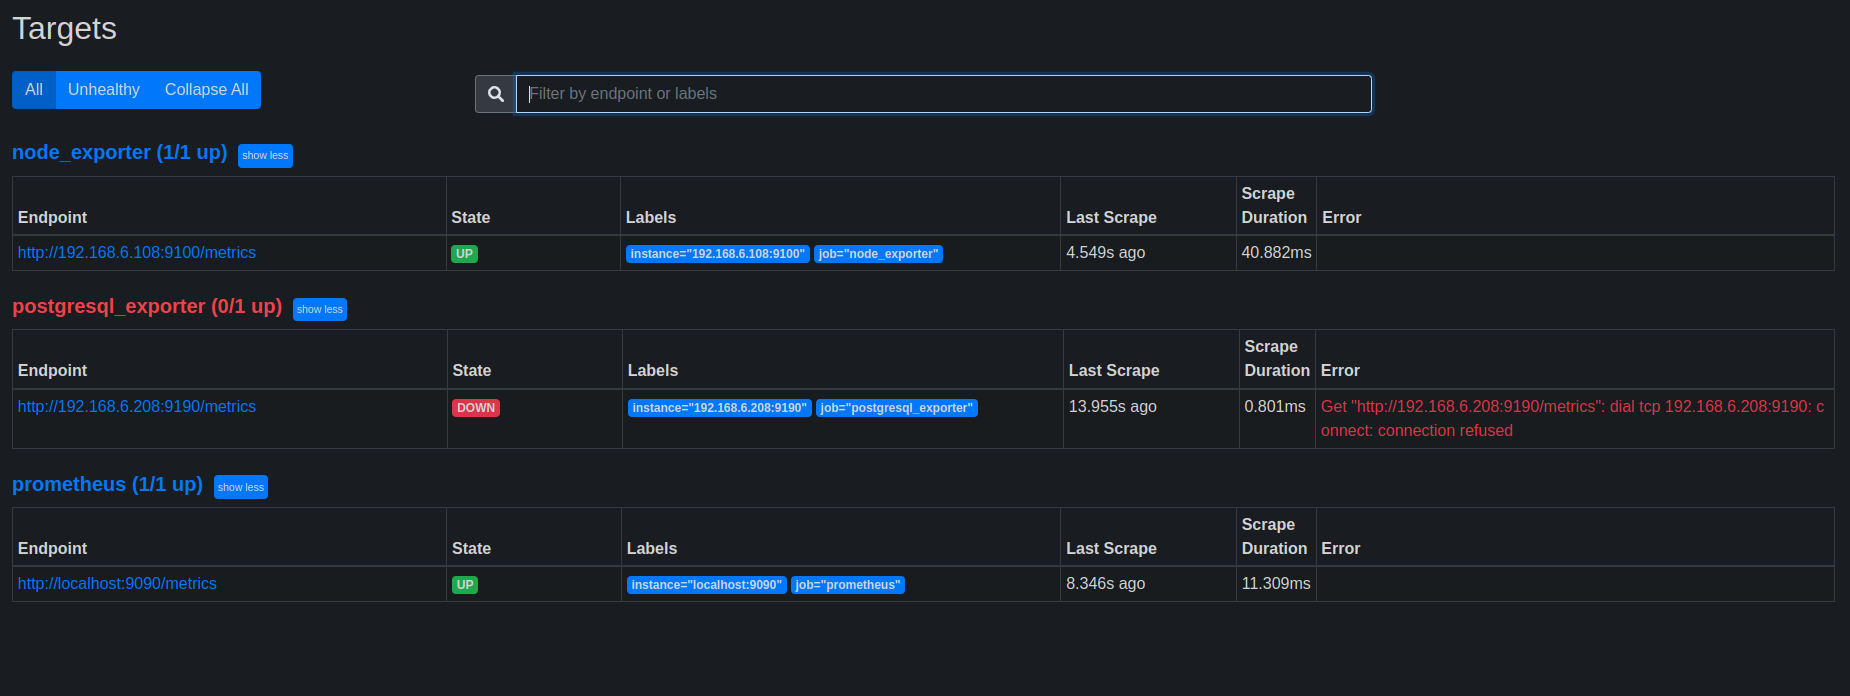 Targets
All Unhealthy Collapse All
Filter by endpoint or labels
node_exporter (1/1 up) show less
Endpoint State Labels Last Scrape Scrape Duration Error
http://192.168.6.108:9100/metrics UP instance="192.168.6.108:9100" job="node_exporter" 4.549s ago 40.882ms
postgresql_exporter (0/1 up) show less
Endpoint State Labels Last Scrape Scrape Duration Error
http://192.168.6.208:9190/metrics DOWN instance="192.168.6.208:9190" job="postgresql_exporter" 13.955s ago 0.801ms Get "http://192.168.6.208:9190/metrics": dial tcp 192.168.6.208:9190: c
onnect: connection refused
prometheus (1/1 up) show less
Endpoint State Labels Last Scrape Scrape Duration Error
http://localhost:9090/metrics UP instance="localhost:9090" job="prometheus" 8.346s ago 11.309ms